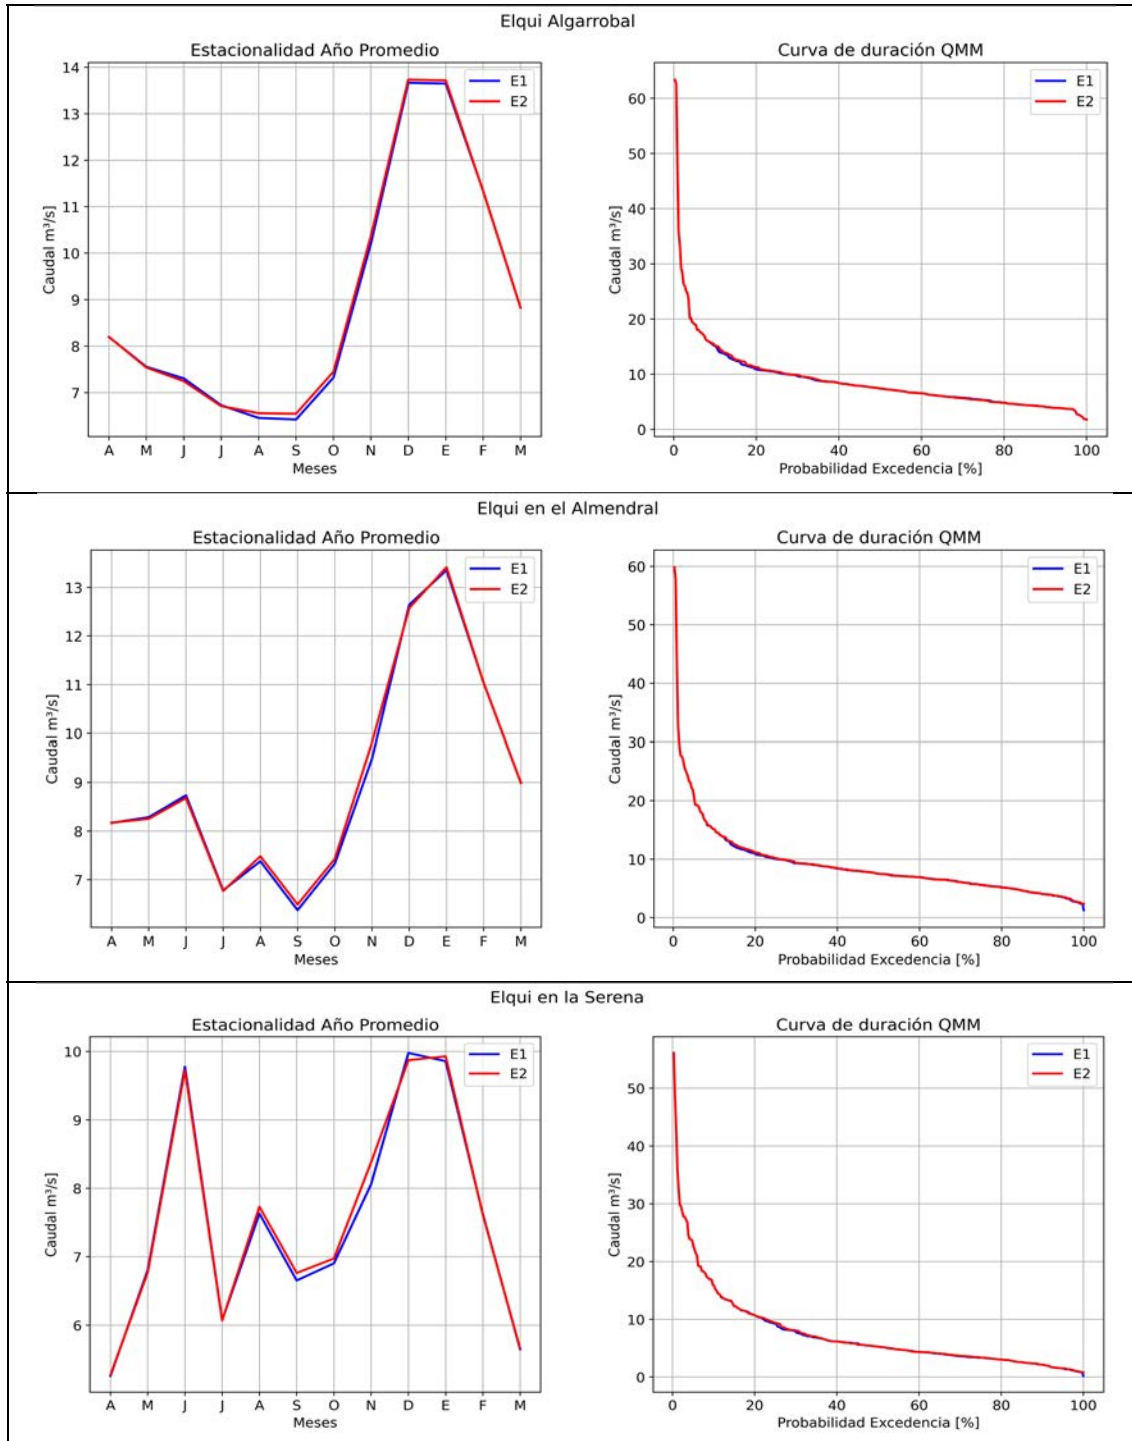 Elqui Algarrobal
Estacionalidad Año Promedio
Caudal m³/s]
14
13
12
11
10
9
8
7
E1
E2
A M J J A S O N D E F M
Meses
Curva de duración QMM
Caudal m³/s]
60
50
40
30
20
10
0
E1
E2
0 20 40 60 80 100
Probabilidad Excedencia [%]
Elqui en el Almendral
Estacionalidad Año Promedio
Caudal m³/s]
13
12
11
10
9
8
7
E1
E2
A M J J A S O N D E F M
Meses
Curva de duración QMM
Caudal m³/s]
60
50
40
30
20
10
0
E1
E2
0 20 40 60 80 100
Probabilidad Excedencia [%]
Elqui en la Serena
Estacionalidad Año Promedio
Caudal m³/s]
10
9
8
7
6
E1
E2
A M J J A S O N D E F M
Meses
Curva de duración QMM
Caudal m³/s]
50
40
30
20
10
0
E1
E2
0 20 40 60 80 100
Probabilidad Excedencia [%]